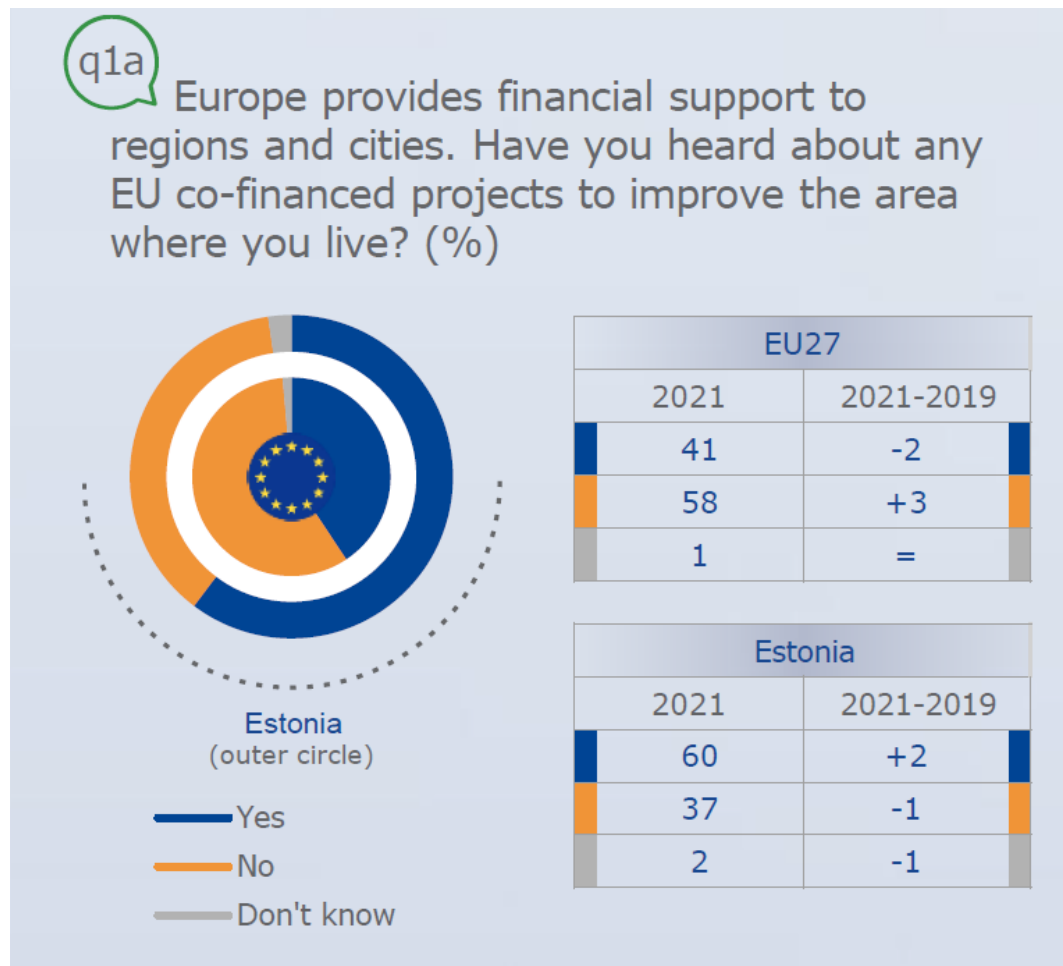 q1a
Europe provides financial support to
regions and cities. Have you heard about any
EU co-financed projects to improve the area
where you live? (%)
EU27
2021 2021-2019
41 -2
58 +3
1 =
Estonia
2021 2021-2019
60 +2
37 -1
2 -1
Estonia
(outer circle)
Yes
No
Don't know